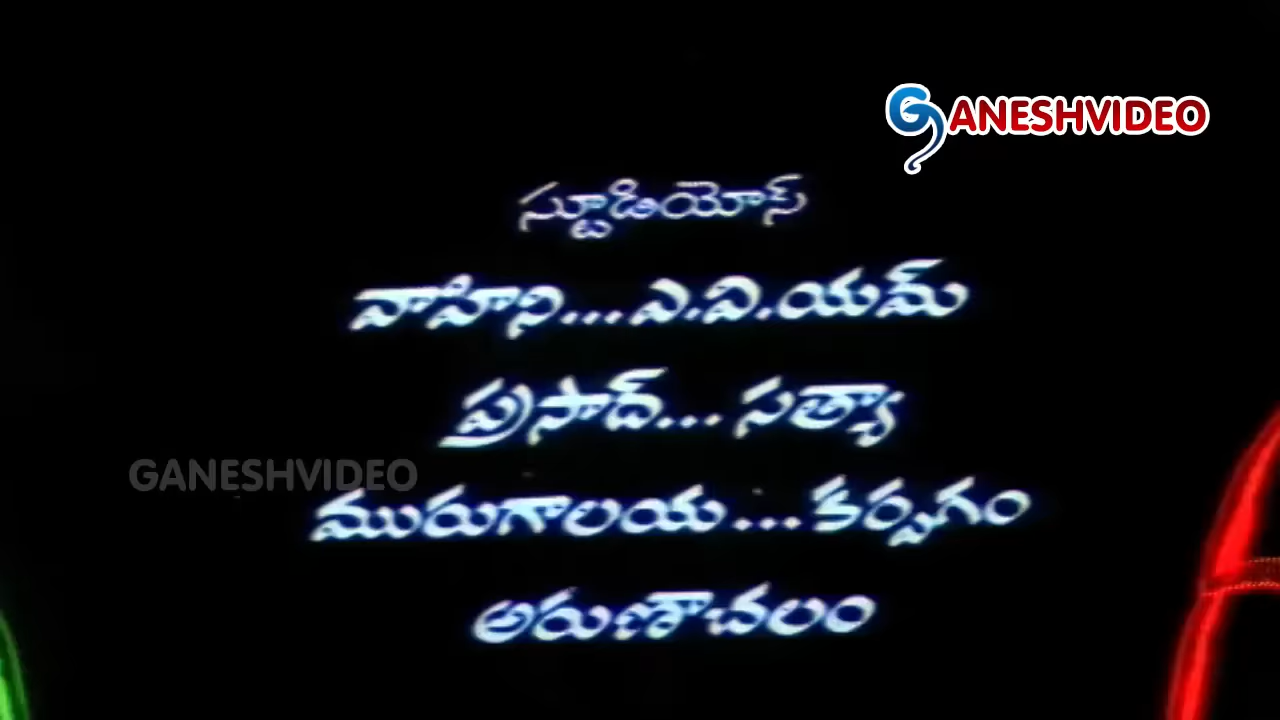 GANESHVIDEO
స్టూడియోస్
వాహిని...ఎ.వి.యమ్
ప్రసాద్... సత్యా
GANESHVIDEO
మురుగాలయ...కర్పగం
అరుణాచలం